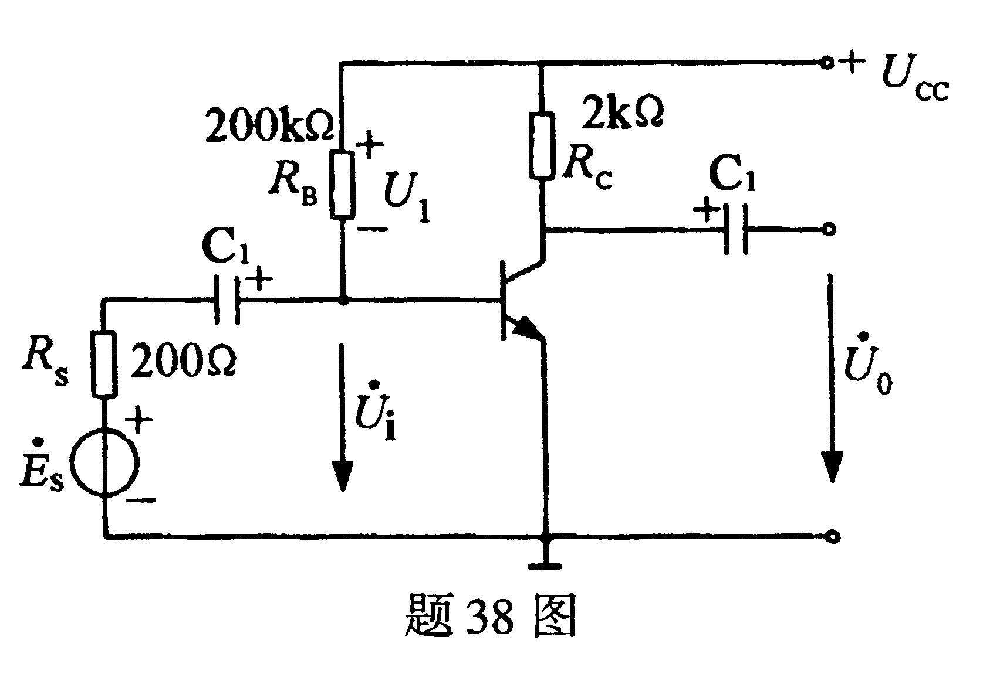 + U_CC
200kΩ
2kΩ
+
R_B
U_1
R_C
C_1
+
−
C_1
+
R_s
200Ω
U̇_0
+
U̇_i
Ė_s
−
题 38 图